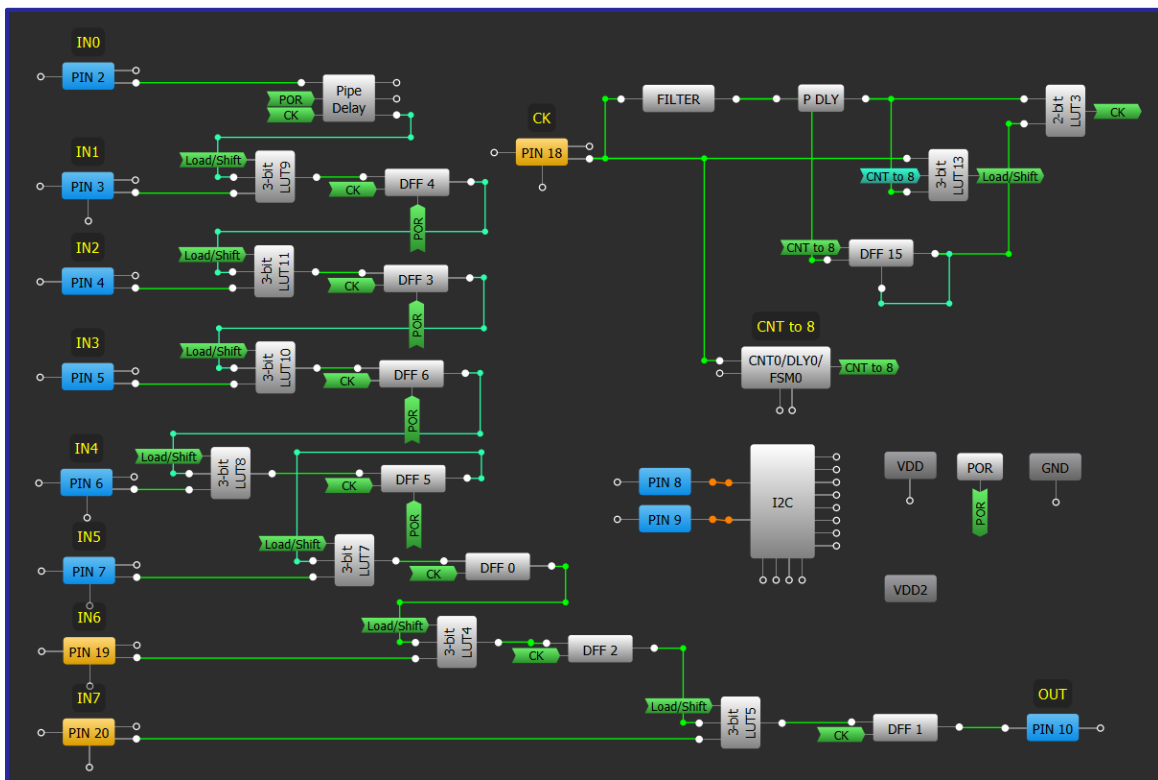 IN0
PIN 2
Pipe
Delay
POR
CK
IN1
PIN 3
Load/Shift
3-bit
LUT9
CK
DFF 4
POR
IN2
PIN 4
Load/Shift
3-bit
LUT11
CK
DFF 3
POR
IN3
PIN 5
Load/Shift
3-bit
LUT10
CK
DFF 6
POR
IN4
PIN 6
Load/Shift
3-bit
LUT8
CK
DFF 5
POR
IN5
PIN 7
Load/Shift
3-bit
LUT7
CK
DFF 0
IN6
PIN 19
Load/Shift
3-bit
LUT4
CK
DFF 2
IN7
PIN 20
Load/Shift
3-bit
LUT5
CK
DFF 1
OUT
PIN 10
CK
PIN 18
FILTER
P DLY
2-bit
LUT3
CK
CNT to 8
3-bit
LUT13
Load/Shift
CNT to 8
DFF 15
CNT to 8
CNT0/DLY0/
FSM0
CNT to 8
PIN 8
PIN 9
I2C
VDD
POR
POR
GND
VDD2